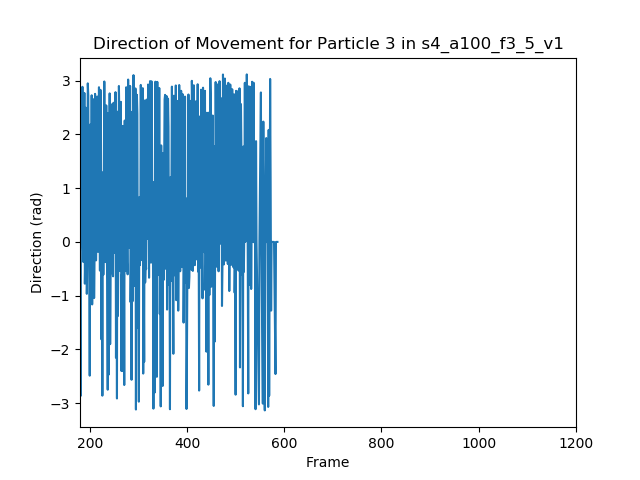 Direction of Movement for Particle 3 in s4_a100_f3_5_v1
3
2
1
0
−1
−2
−3
Direction (rad)
200 400 600 800 1000 1200
Frame